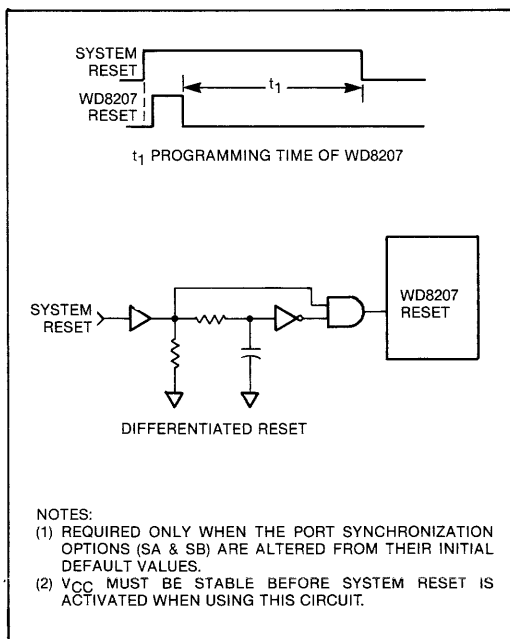 SYSTEM
RESET
t1
WD8207
RESET
t1 PROGRAMMING TIME OF WD8207
SYSTEM
RESET
WD8207
RESET
DIFFERENTIATED RESET
NOTES:
(1) REQUIRED ONLY WHEN THE PORT SYNCHRONIZATION
OPTIONS (SA & SB) ARE ALTERED FROM THEIR INITIAL
DEFAULT VALUES.
(2) VCC MUST BE STABLE BEFORE SYSTEM RESET IS
ACTIVATED WHEN USING THIS CIRCUIT.